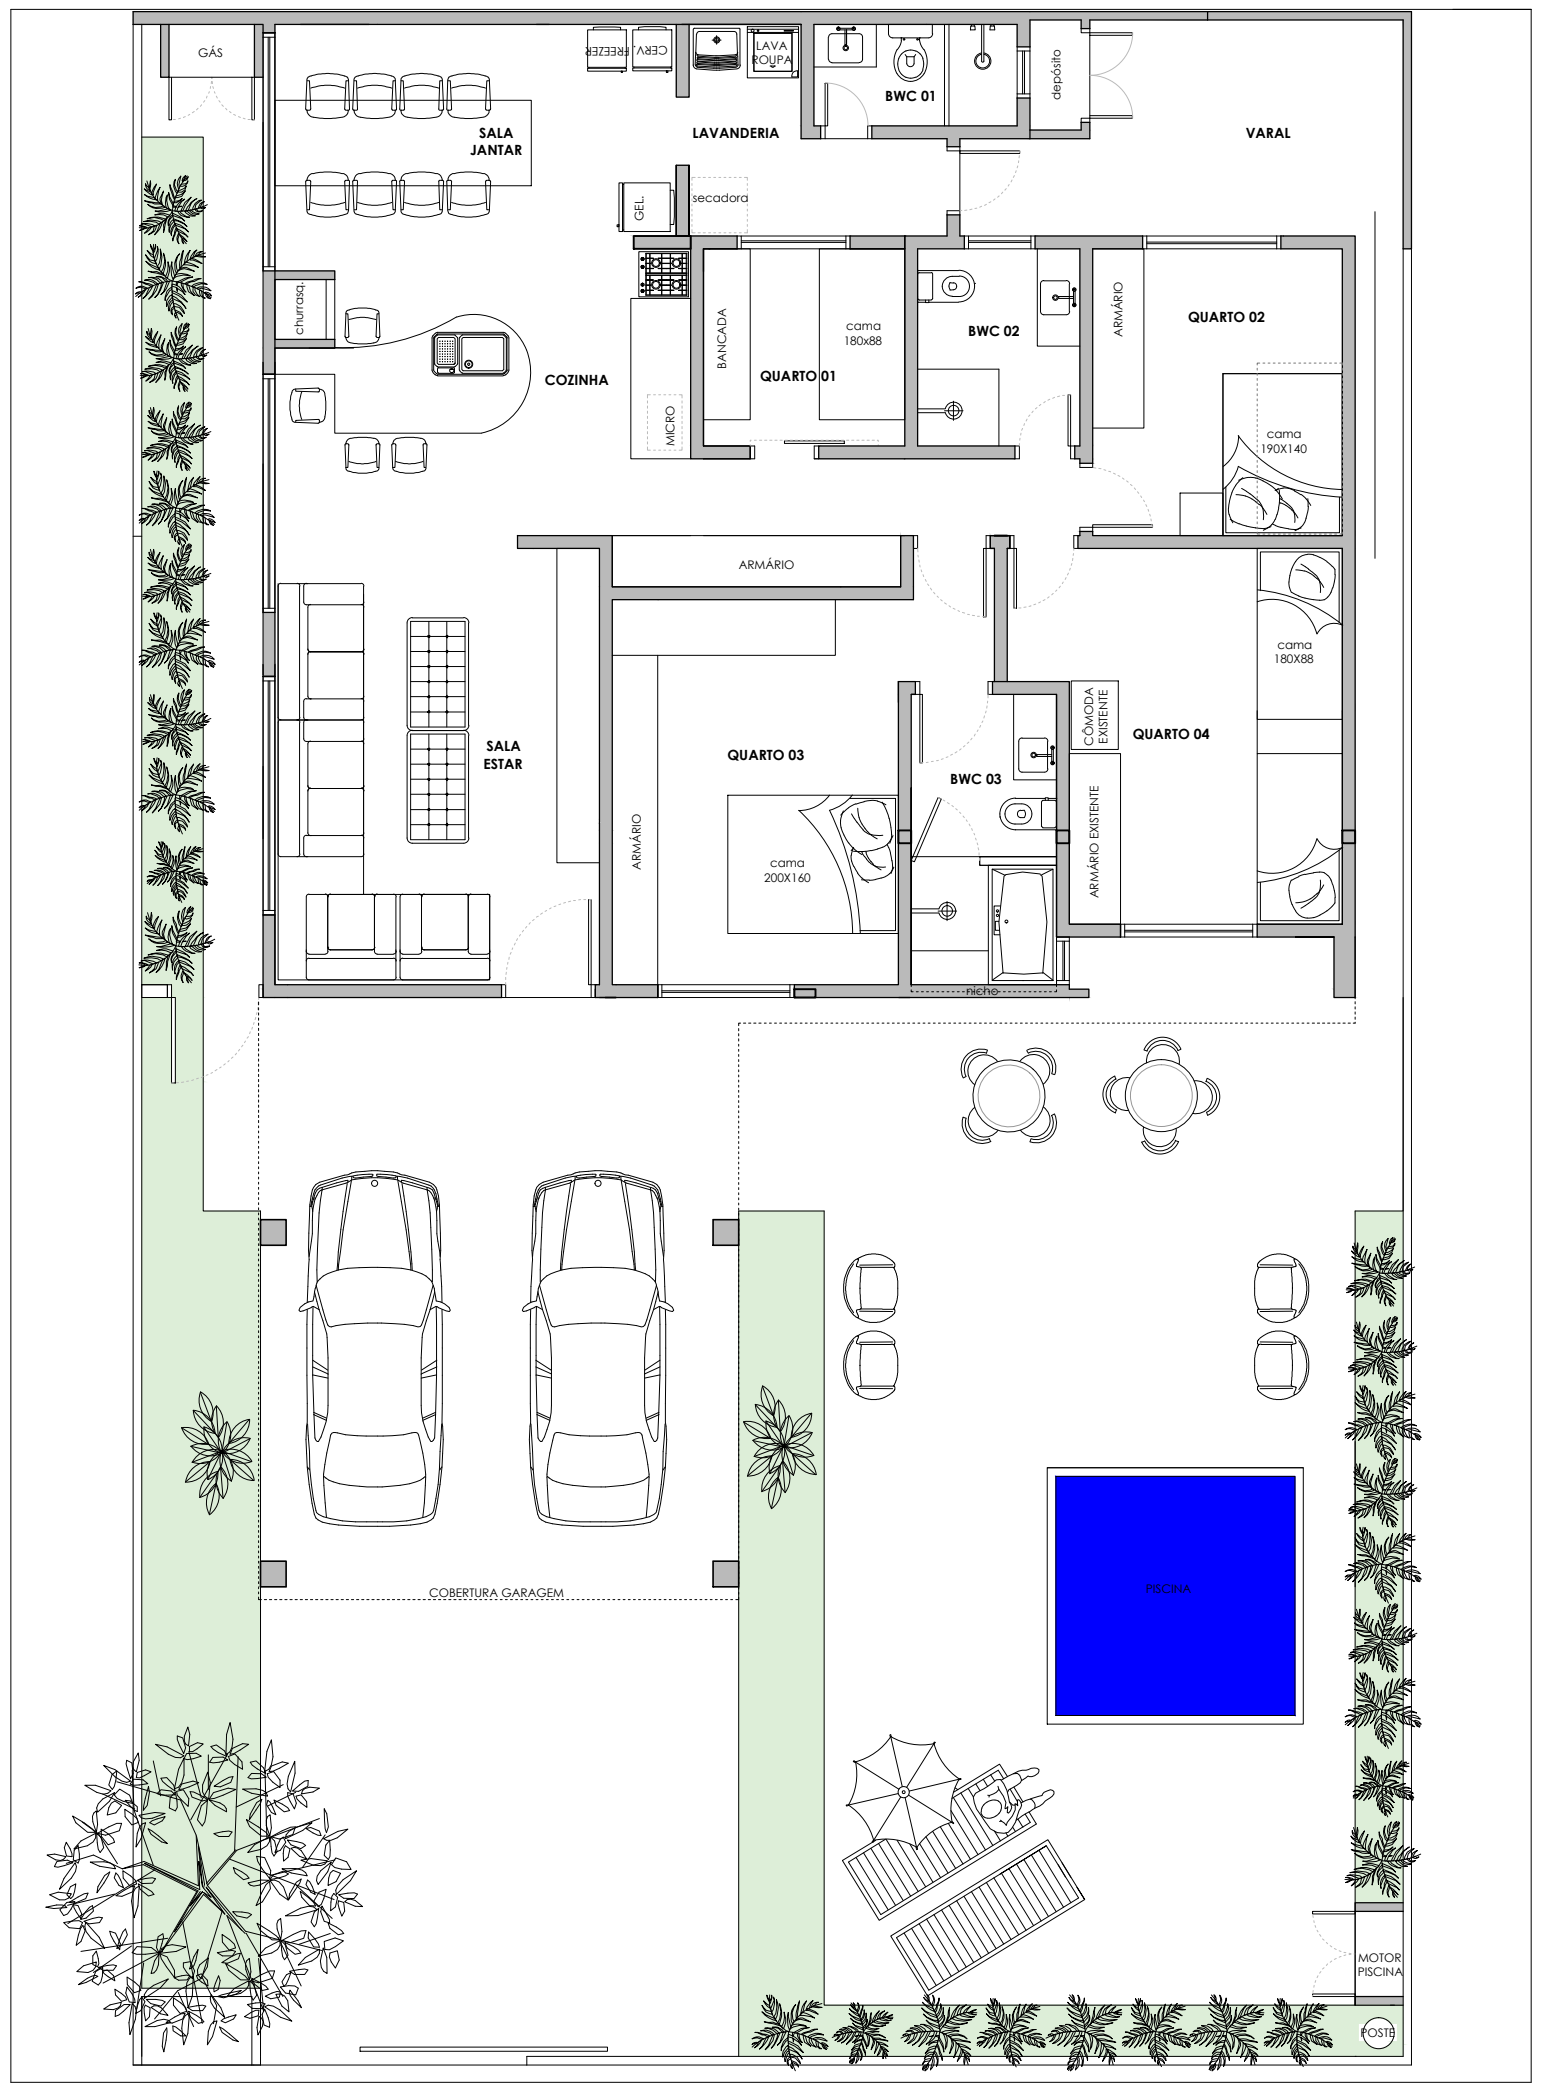 GÁS
FREEZER
CERV.
LAVA
ROUPA
BWC 01
depósito
SALA
JANTAR
LAVANDERIA
VARAL
GEL.
secadora
churrasq.
COZINHA
MICRO
BANCADA
cama
180x88
QUARTO 01
BWC 02
ARMÁRIO
QUARTO 02
cama
190X140
ARMÁRIO
cama
180X88
CÔMODA
EXISTENTE
QUARTO 04
SALA
ESTAR
QUARTO 03
BWC 03
ARMÁRIO
cama
200X160
ARMÁRIO EXISTENTE
nicho
COBERTURA GARAGEM
PISCINA
MOTOR
PISCINA
POSTE